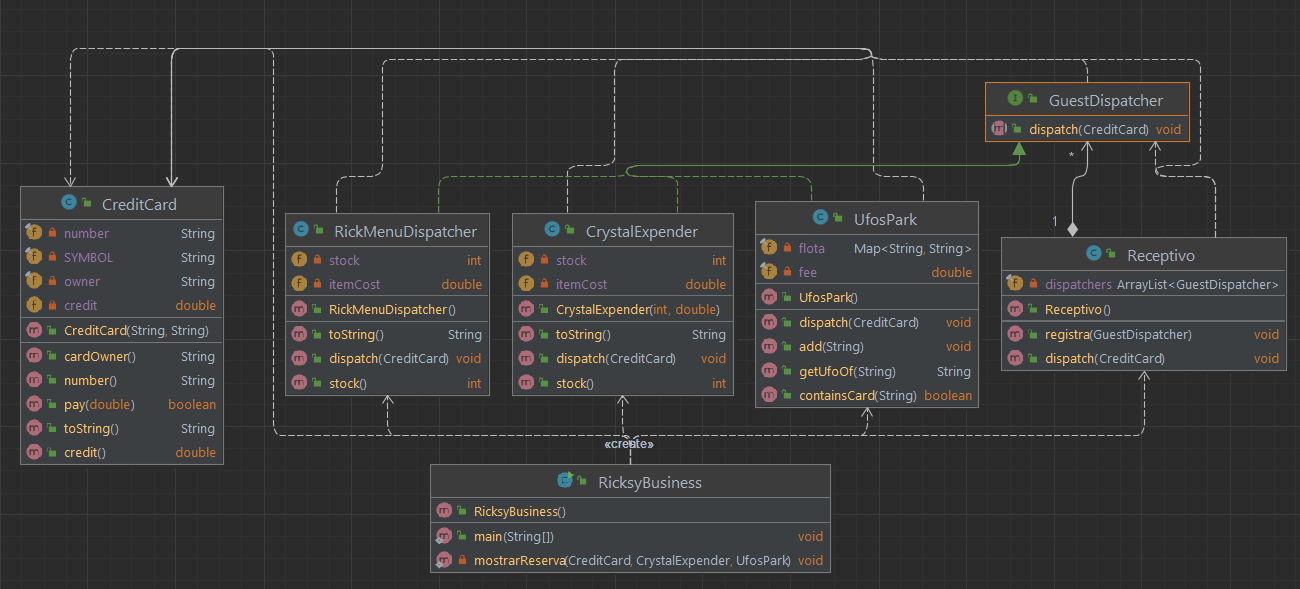 GuestDispatcher
dispatch(CreditCard) void
*
1
CreditCard
number String
SYMBOL String
owner String
credit double
CreditCard(String, String)
cardOwner() String
number() String
pay(double) boolean
toString() String
credit() double
RickMenuDispatcher
stock int
itemCost double
RickMenuDispatcher()
toString() String
dispatch(CreditCard) void
stock() int
CrystalExpender
stock int
itemCost double
CrystalExpender(int, double)
toString() String
dispatch(CreditCard) void
stock() int
UfosPark
flota Map<String, String>
fee double
UfosPark()
dispatch(CreditCard) void
add(String) void
getUfoOf(String) String
containsCard(String) boolean
Receptivo
dispatchers ArrayList<GuestDispatcher>
Receptivo()
registra(GuestDispatcher) void
dispatch(CreditCard) void
«create»
RicksyBusiness
RicksyBusiness()
main(String[]) void
mostrarReserva(CreditCard, CrystalExpender, UfosPark) void